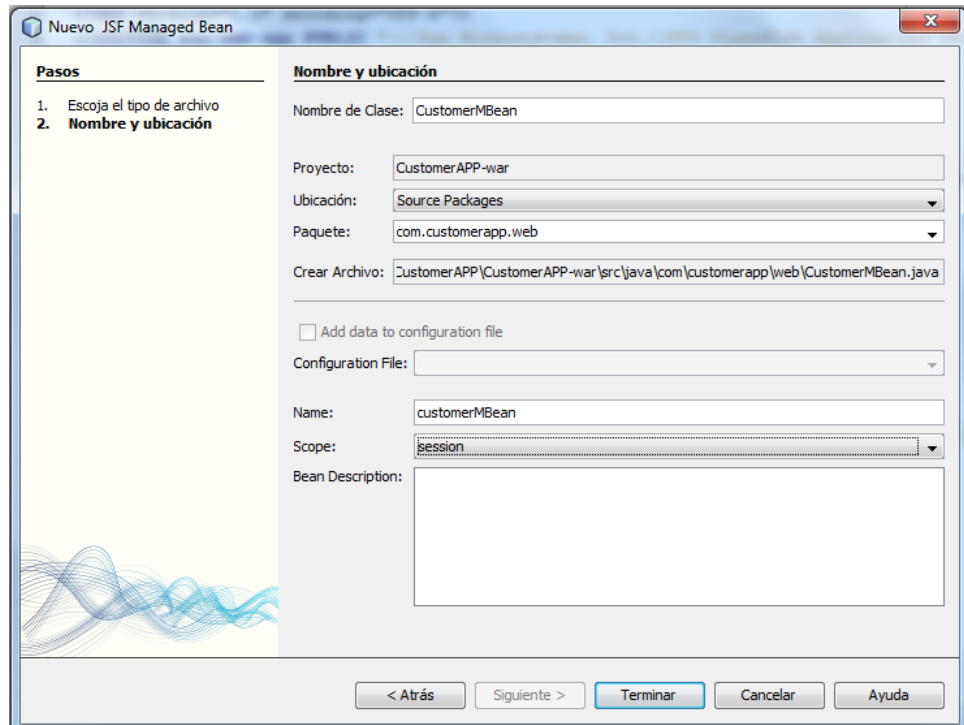 Nuevo JSF Managed Bean
Pasos
1. Escoja el tipo de archivo
2. Nombre y ubicación
Nombre y ubicación
Nombre de Clase: CustomerMBean
Proyecto: CustomerAPP-war
Ubicación: Source Packages
Paquete: com.customerapp.web
Crear Archivo: CustomerAPP\CustomerAPP-war\src\java\com\customerapp\web\CustomerMBean.java
Add data to configuration file
Configuration File:
Name: customerMBean
Scope: session
Bean Description:
< Atrás Siguiente > Terminar Cancelar Ayuda